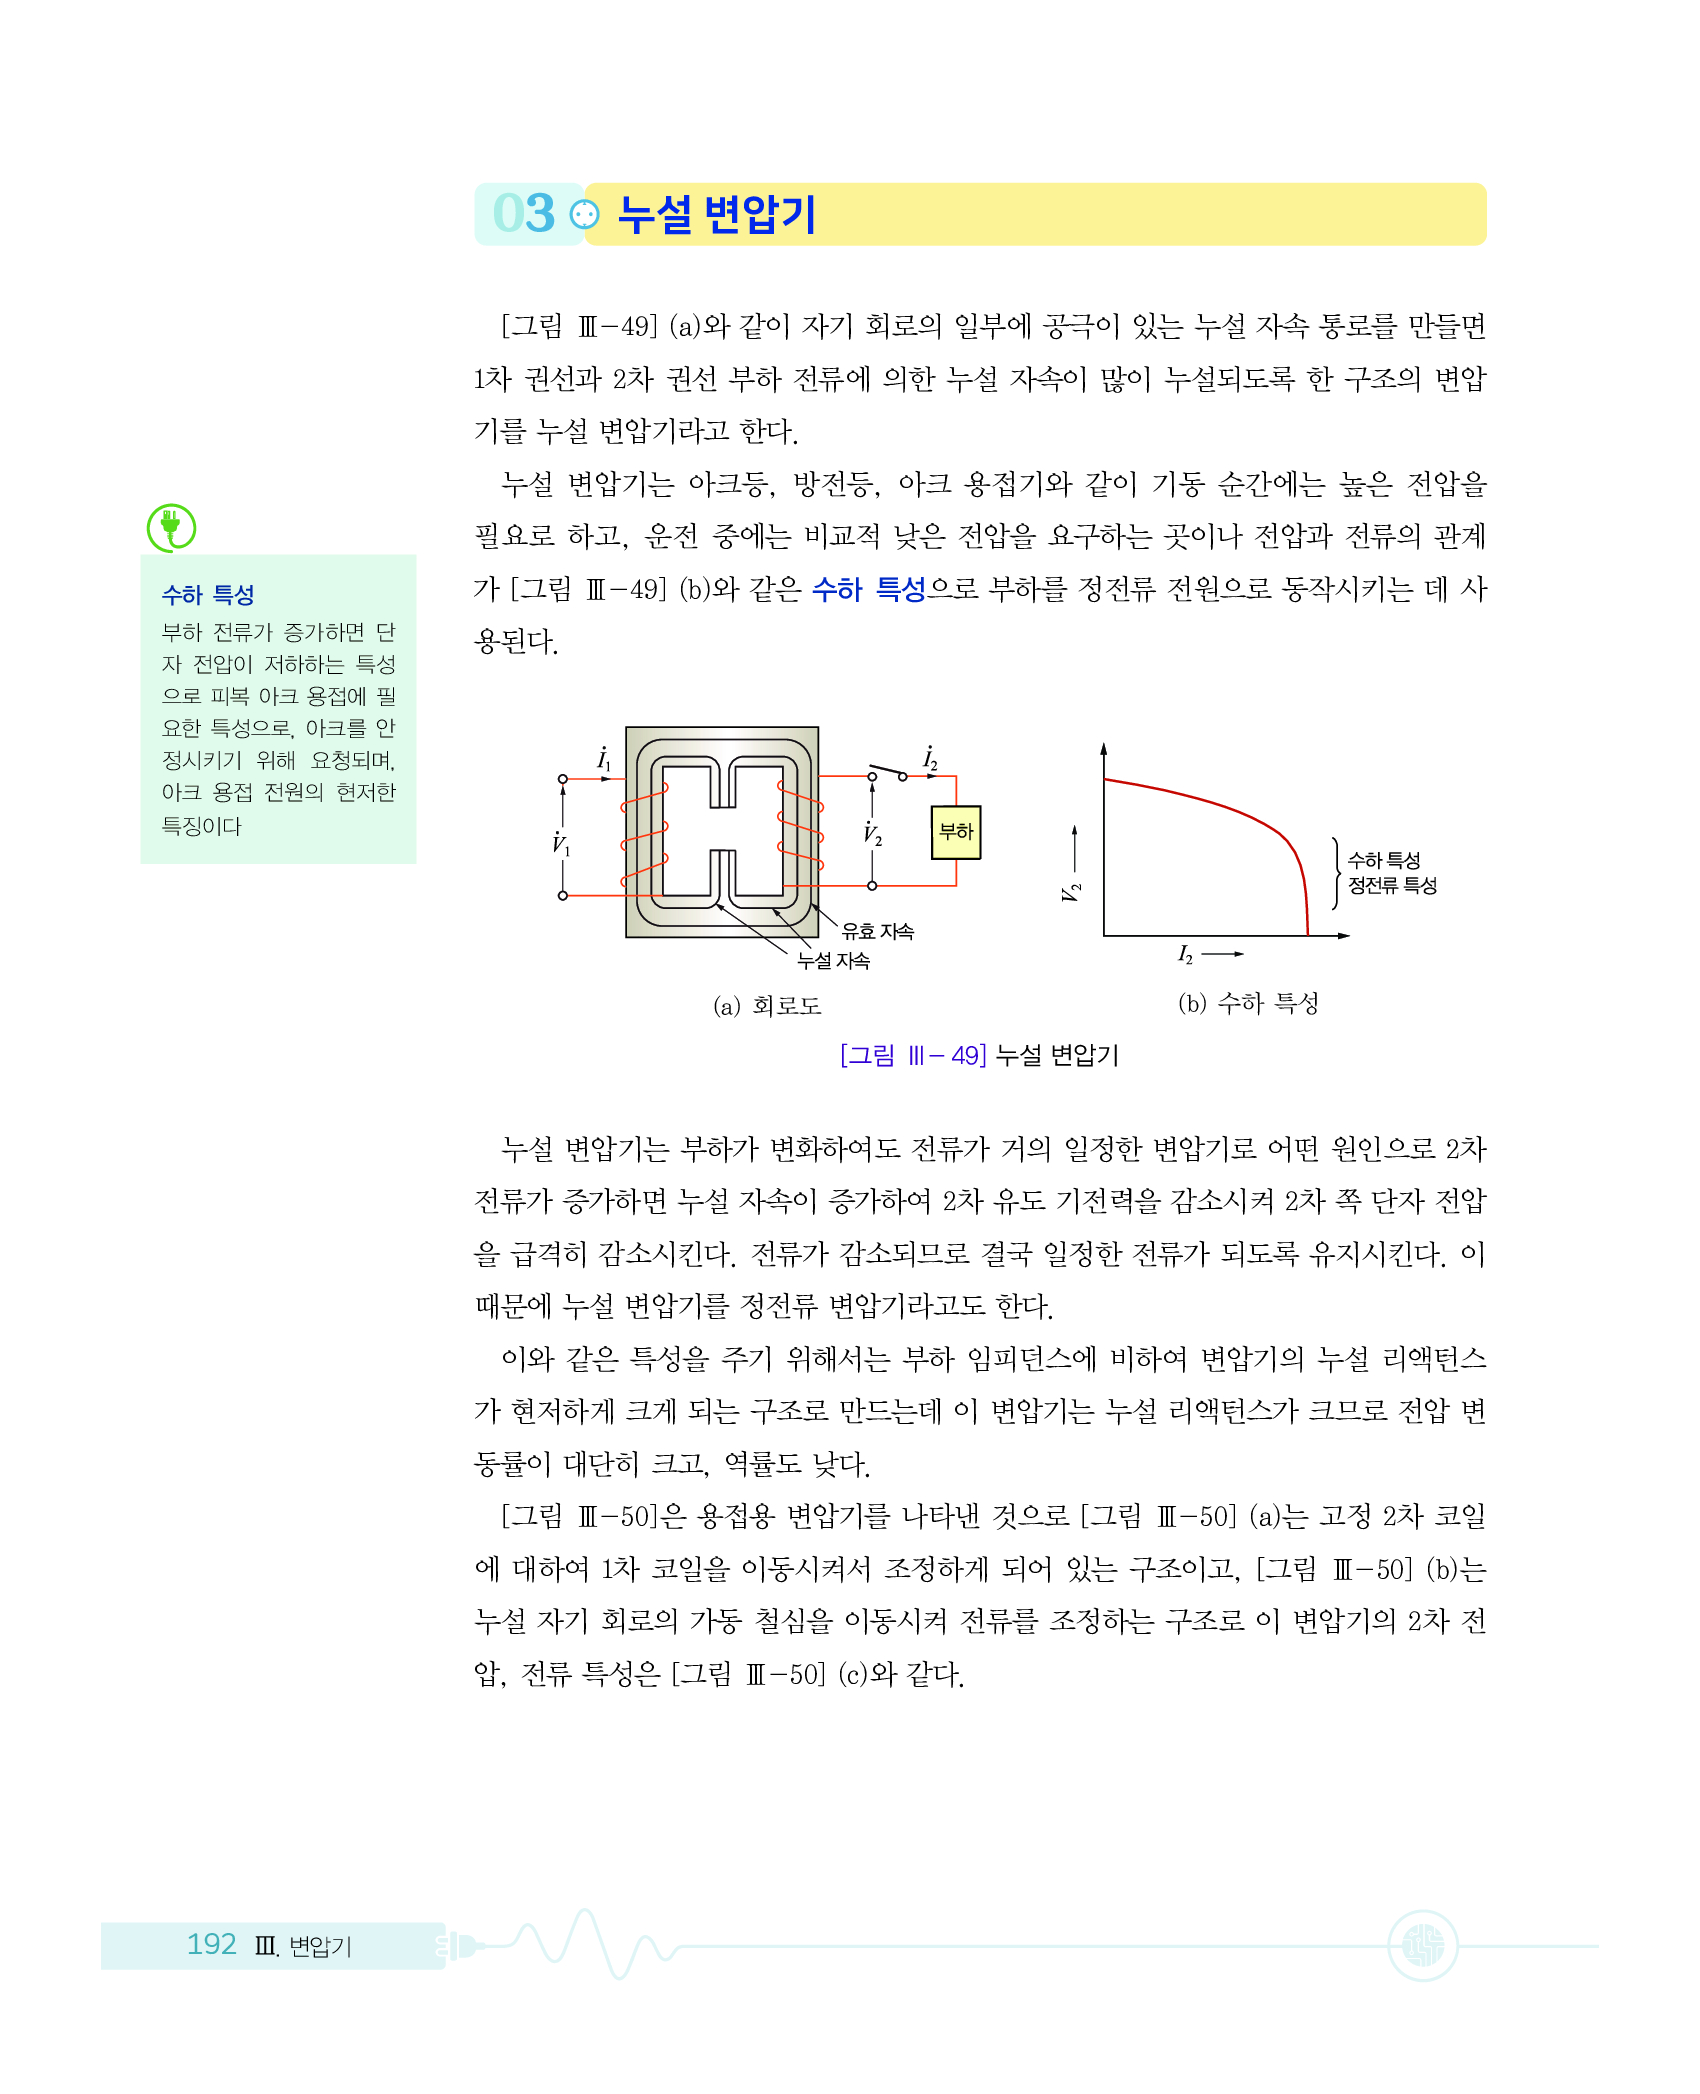 03 누설 변압기
[그림 Ⅲ-49] (a)와 같이 자기 회로의 일부에 공극이 있는 누설 자속 통로를 만들면
1차 권선과 2차 권선 부하 전류에 의한 누설 자속이 많이 누설되도록 한 구조의 변압
기를 누설 변압기라고 한다.
누설 변압기는 아크등, 방전등, 아크 용접기와 같이 기동 순간에는 높은 전압을
필요로 하고, 운전 중에는 비교적 낮은 전압을 요구하는 곳이나 전압과 전류의 관계
가 [그림 Ⅲ-49] (b)와 같은 수하 특성으로 부하를 정전류 전원으로 동작시키는 데 사
용된다.
수하 특성
부하 전류가 증가하면 단
자 전압이 저하하는 특성
으로 피복 아크 용접에 필
요한 특성으로, 아크를 안
정시키기 위해 요청되며,
아크 용접 전원의 현저한
특징이다
İ₁
V̇₁
İ₂
V̇₂
부하
유효 자속
누설 자속
(a) 회로도
V₂
I₂
수하 특성
정전류 특성
(b) 수하 특성
[그림 Ⅲ-49] 누설 변압기
누설 변압기는 부하가 변화하여도 전류가 거의 일정한 변압기로 어떤 원인으로 2차
전류가 증가하면 누설 자속이 증가하여 2차 유도 기전력을 감소시켜 2차 쪽 단자 전압
을 급격히 감소시킨다. 전류가 감소되므로 결국 일정한 전류가 되도록 유지시킨다. 이
때문에 누설 변압기를 정전류 변압기라고도 한다.
이와 같은 특성을 주기 위해서는 부하 임피던스에 비하여 변압기의 누설 리액턴스
가 현저하게 크게 되는 구조로 만드는데 이 변압기는 누설 리액턴스가 크므로 전압 변
동률이 대단히 크고, 역률도 낮다.
[그림 Ⅲ-50]은 용접용 변압기를 나타낸 것으로 [그림 Ⅲ-50] (a)는 고정 2차 코일
에 대하여 1차 코일을 이동시켜서 조정하게 되어 있는 구조이고, [그림 Ⅲ-50] (b)는
누설 자기 회로의 가동 철심을 이동시켜 전류를 조정하는 구조로 이 변압기의 2차 전
압, 전류 특성은 [그림 Ⅲ-50] (c)와 같다.
192 Ⅲ. 변압기